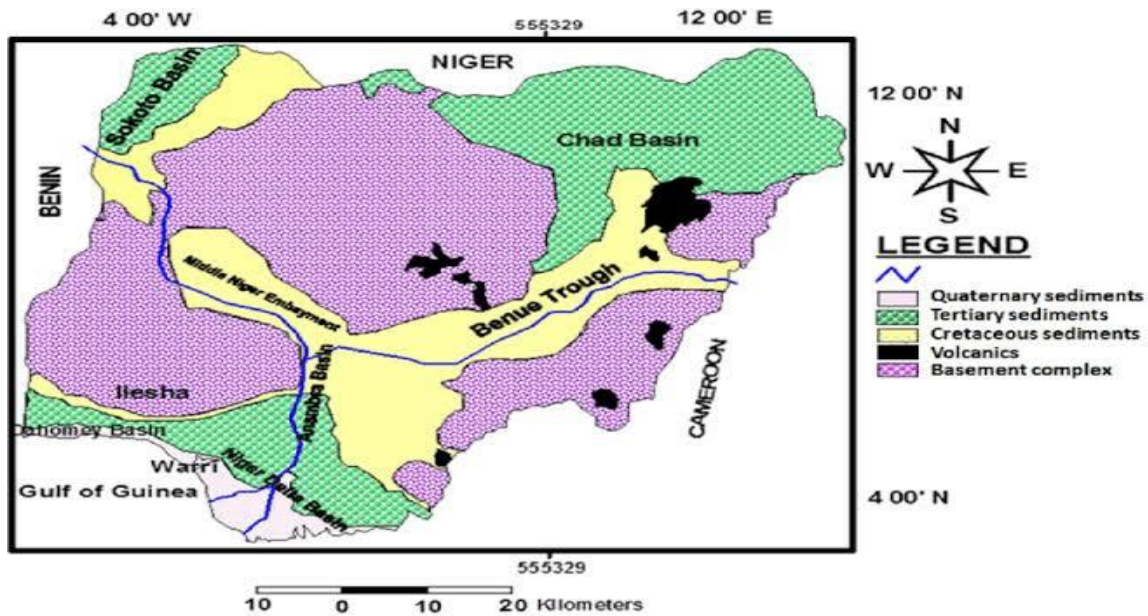 4 00' W
555329
12 00' E
NIGER
12 00' N
Sokoto Basin
Chad Basin
N
W
E
S
BENIN
LEGEND
Middle Niger Embayment
Benue Trough
Quaternary sediments
Tertiary sediments
Cretaceous sediments
Volcanics
Basement complex
Anambra Basin
CAMEROON
Iiesha
Dahomey Basin
Warri
Niger Delta Basin
Gulf of Guinea
4 00' N
555329
10 0 10 20 Kilometers